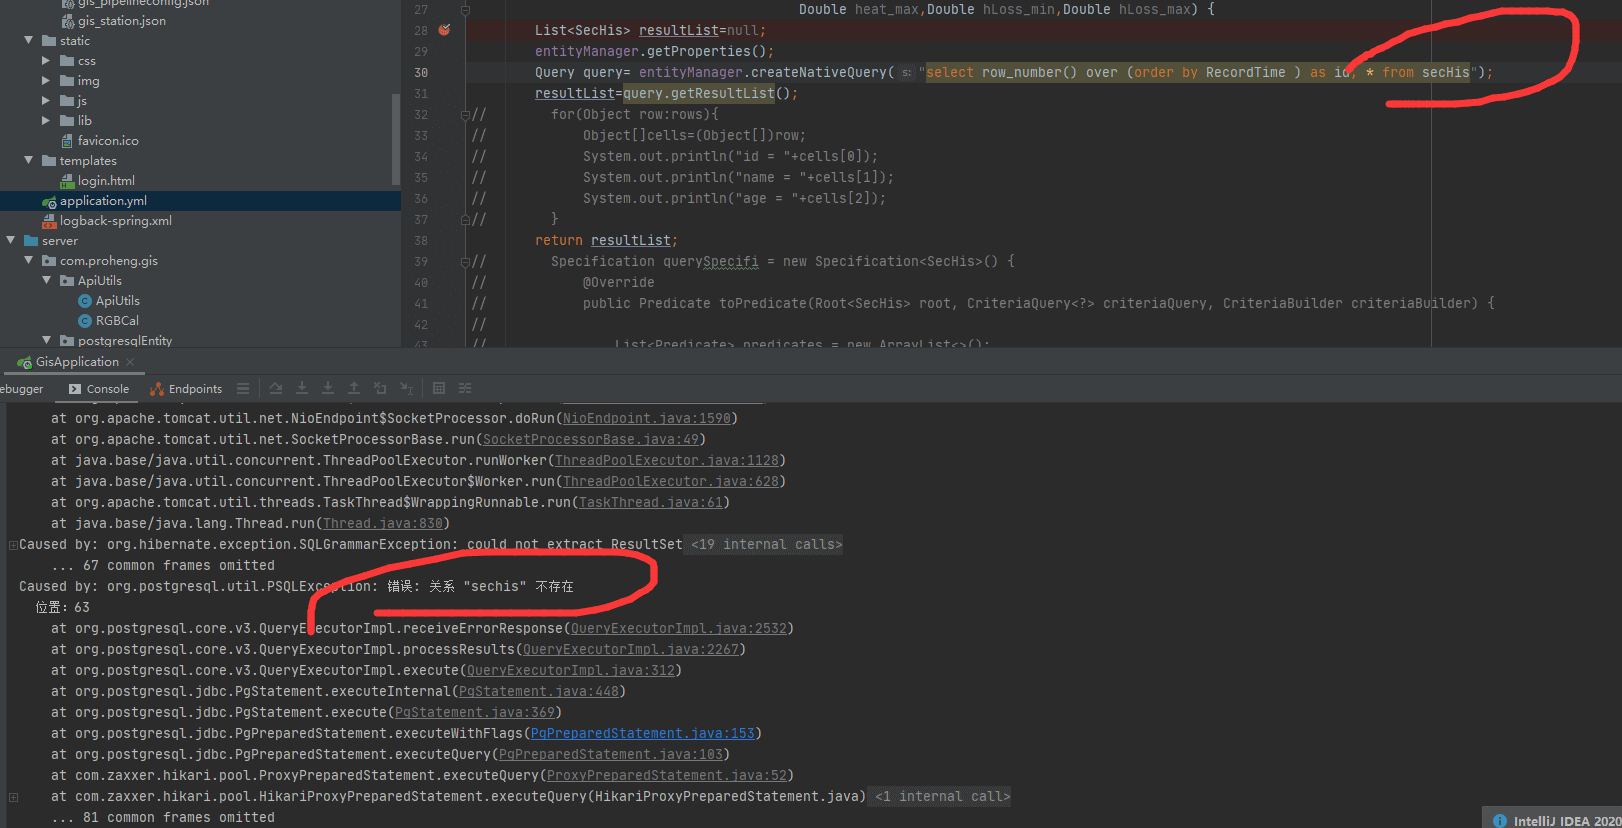 gis_pipelineconfig.json
gis_station.json
static
css
img
js
lib
favicon.ico
templates
login.html
application.yml
logback-spring.xml
server
com.proheng.gis
ApiUtils
ApiUtils
RGBCal
postgresqlEntity
27 Double heat_max,Double hLoss_min,Double hLoss_max) {
28 List<SecHis> resultList=null;
29 entityManager.getProperties();
30 Query query= entityManager.createNativeQuery( s: "select row_number() over (order by RecordTime ) as id, * from secHis");
31 resultList=query.getResultList();
32 // for(Object row:rows){
33 // Object[]cells=(Object[])row;
34 // System.out.println("id = "+cells[0]);
35 // System.out.println("name = "+cells[1]);
36 // System.out.println("age = "+cells[2]);
37 // }
38 return resultList;
39 // Specification querySpecifi = new Specification<SecHis>() {
40 // @Override
41 // public Predicate toPredicate(Root<SecHis> root, CriteriaQuery<?> criteriaQuery, CriteriaBuilder criteriaBuilder) {
42 //
43 // List<Predicate> predicates = new ArrayList<>();
GisApplication
ebugger Console Endpoints
at org.apache.tomcat.util.net.NioEndpoint$SocketProcessor.doRun(NioEndpoint.java:1590)
at org.apache.tomcat.util.net.SocketProcessorBase.run(SocketProcessorBase.java:49)
at java.base/java.util.concurrent.ThreadPoolExecutor.runWorker(ThreadPoolExecutor.java:1128)
at java.base/java.util.concurrent.ThreadPoolExecutor$Worker.run(ThreadPoolExecutor.java:628)
at org.apache.tomcat.util.threads.TaskThread$WrappingRunnable.run(TaskThread.java:61)
at java.base/java.lang.Thread.run(Thread.java:830)
Caused by: org.hibernate.exception.SQLGrammarException: could not extract ResultSet <19 internal calls>
... 67 common frames omitted
Caused by: org.postgresql.util.PSQLException: 错误: 关系 "sechis" 不存在
位置：63
at org.postgresql.core.v3.QueryExecutorImpl.receiveErrorResponse(QueryExecutorImpl.java:2532)
at org.postgresql.core.v3.QueryExecutorImpl.processResults(QueryExecutorImpl.java:2267)
at org.postgresql.core.v3.QueryExecutorImpl.execute(QueryExecutorImpl.java:312)
at org.postgresql.jdbc.PgStatement.executeInternal(PgStatement.java:448)
at org.postgresql.jdbc.PgStatement.execute(PgStatement.java:369)
at org.postgresql.jdbc.PgPreparedStatement.executeWithFlags(PgPreparedStatement.java:153)
at org.postgresql.jdbc.PgPreparedStatement.executeQuery(PgPreparedStatement.java:103)
at com.zaxxer.hikari.pool.ProxyPreparedStatement.executeQuery(ProxyPreparedStatement.java:52)
at com.zaxxer.hikari.pool.HikariProxyPreparedStatement.executeQuery(HikariProxyPreparedStatement.java) <1 internal call>
... 81 common frames omitted
IntelliJ IDEA 2020